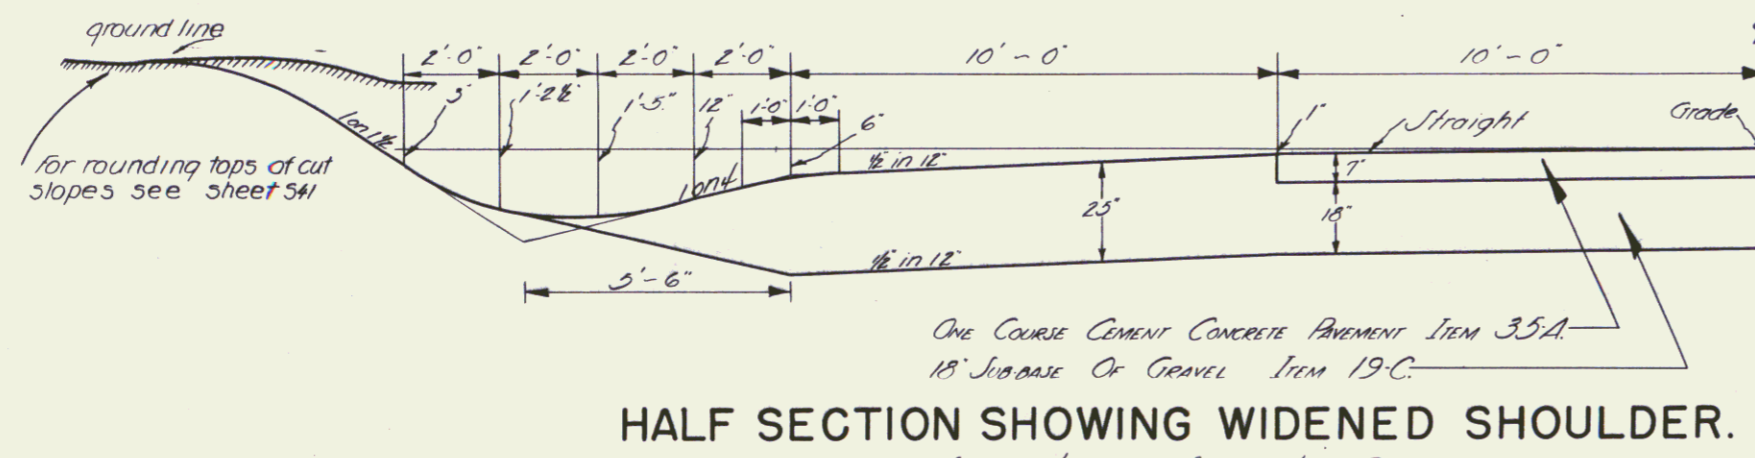 ground line
2'-0"
2'-0"
2'-0"
2'-0"
10'-0"
10'-0"
1'-2½"
1'-5"
12"
1'-0"
1'-0"
6"
1"
Straight
Grade
1 on 1½
For rounding tops of cut
slopes see sheet 541
1 on 4
½" in 12"
7"
25"
18"
½" in 12"
5'-6"
ONE COURSE CEMENT CONCRETE PAVEMENT ITEM 35-A.
18" SUB-BASE OF GRAVEL ITEM 19-C.
HALF SECTION SHOWING WIDENED SHOULDER.